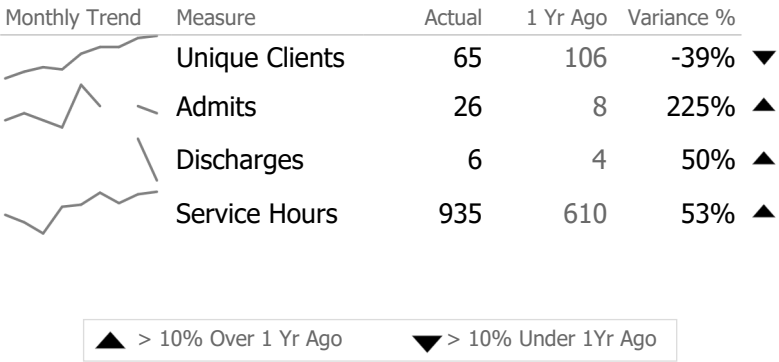 Monthly Trend Measure Actual 1 Yr Ago Variance %
Unique Clients 65 106 -39% ▼
Admits 26 8 225% ▲
Discharges 6 4 50% ▲
Service Hours 935 610 53% ▲
▲ > 10% Over 1 Yr Ago ▼ > 10% Under 1Yr Ago